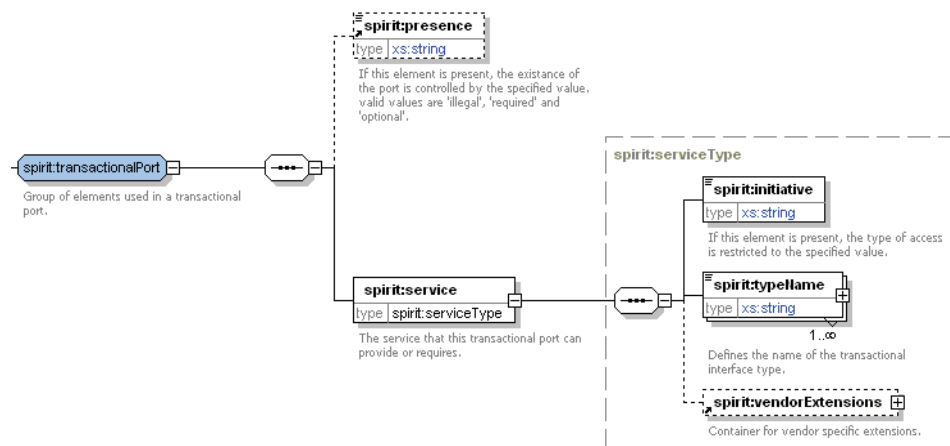 spirit:presence
type xs:string
If this element is present, the existance of
the port is controlled by the specified value.
valid values are 'illegal', 'required' and
'optional'.
spirit:transactionalPort
Group of elements used in a transactional
port.
spirit:serviceType
spirit:initiative
type xs:string
If this element is present, the type of access
is restricted to the specified value.
spirit:service
type spirit:serviceType
The service that this transactional port can
provide or requires.
spirit:typeName
type xs:string
1..∞
Defines the name of the transactional
interface type.
spirit:vendorExtensions
Container for vendor specific extensions.